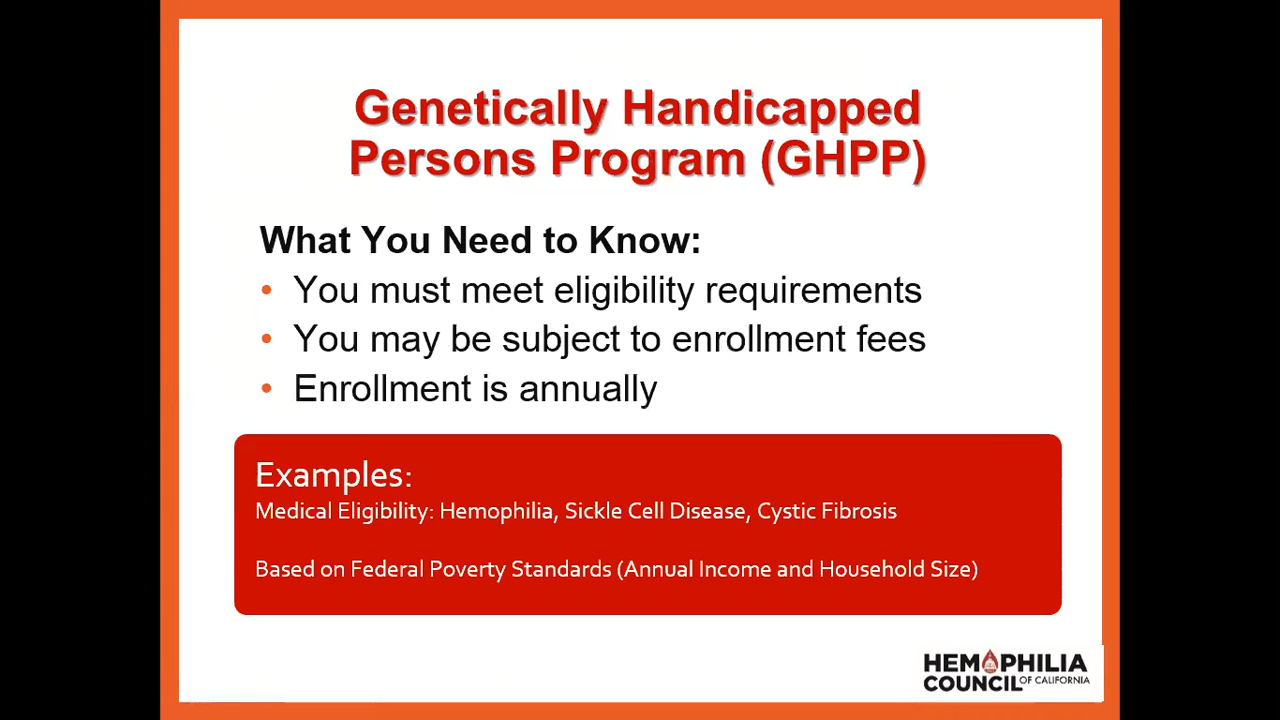 Genetically Handicapped
Persons Program (GHPP)
What You Need to Know:
• You must meet eligibility requirements
• You may be subject to enrollment fees
• Enrollment is annually
Examples:
Medical Eligibility: Hemophilia, Sickle Cell Disease, Cystic Fibrosis
Based on Federal Poverty Standards (Annual Income and Household Size)
HEMOPHILIA
COUNCIL OF CALIFORNIA